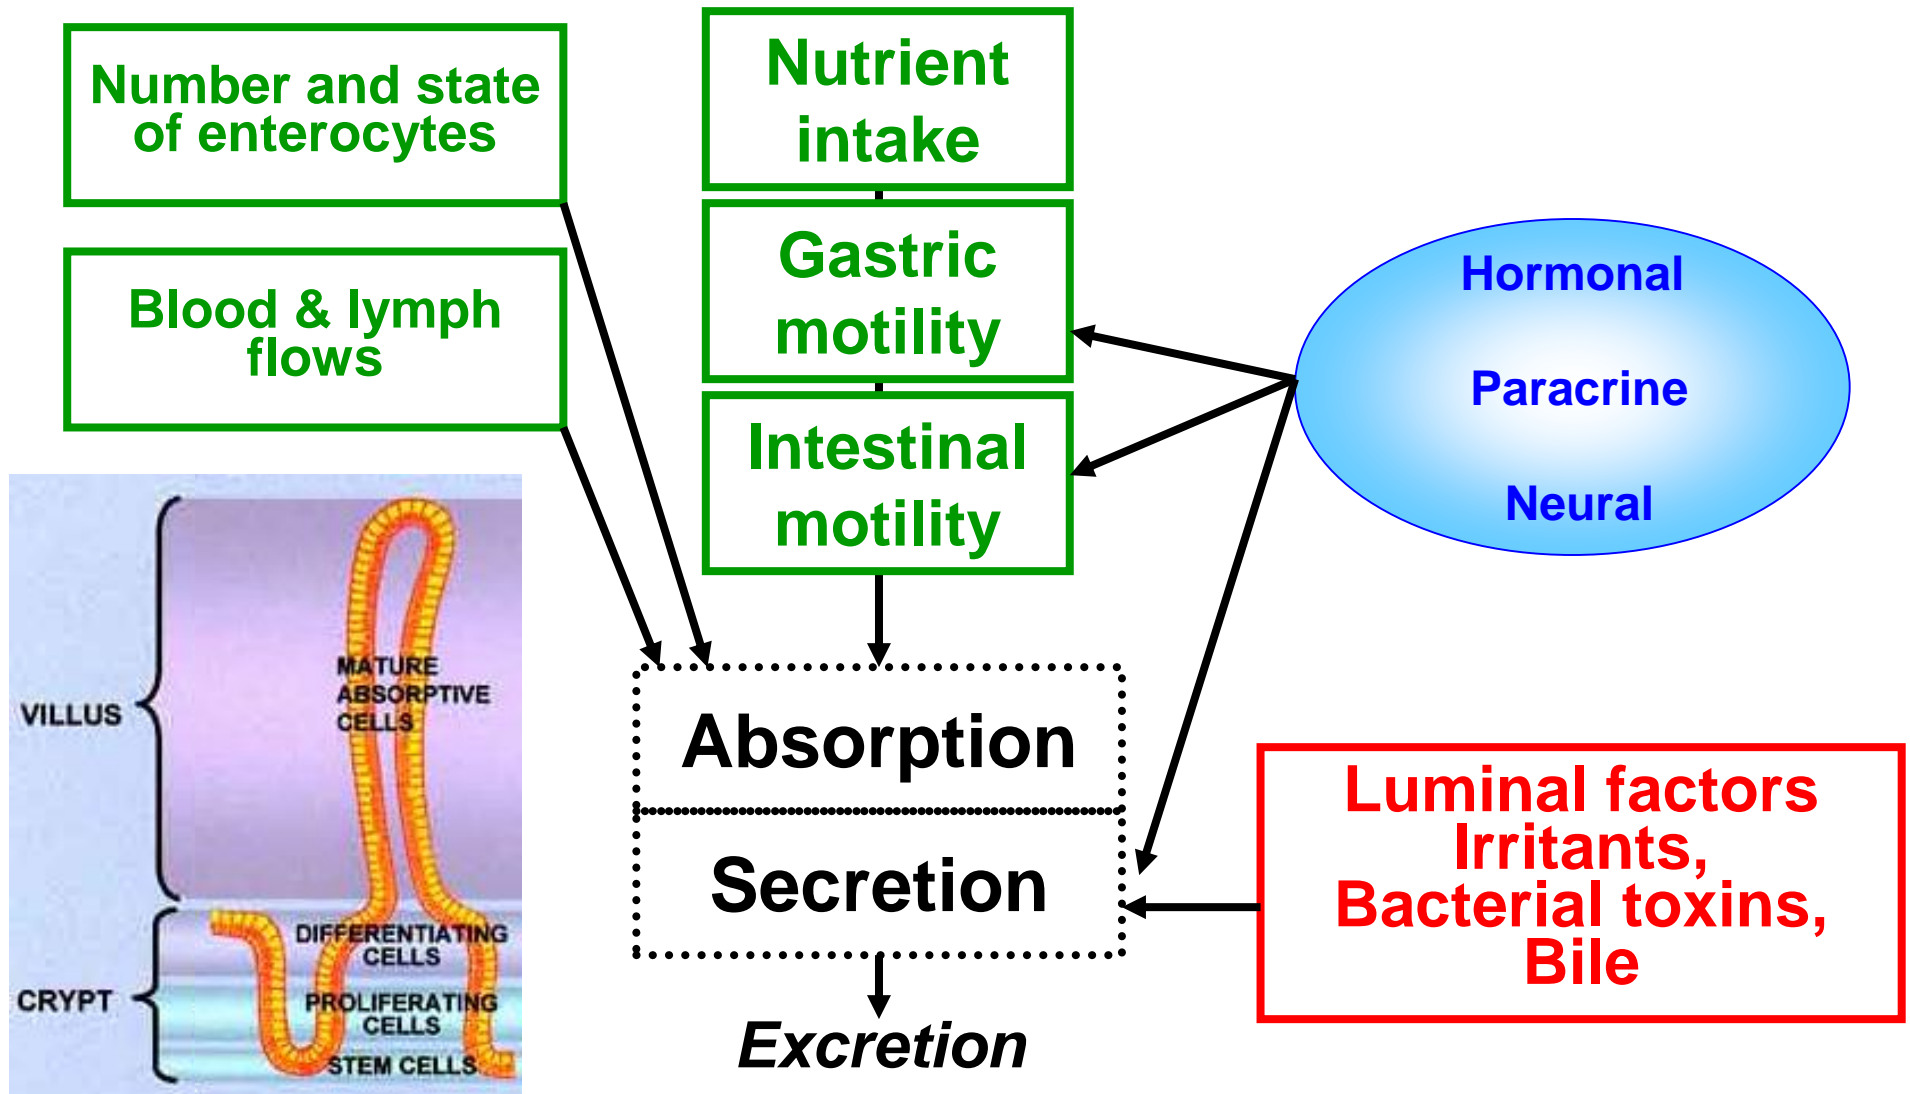 Number and state
of enterocytes
Blood & lymph
flows
Nutrient
intake
Gastric
motility
Intestinal
motility
Hormonal
Paracrine
Neural
VILLUS
MATURE
ABSORPTIVE
CELLS
CRYPT
DIFFERENTIATING
CELLS
PROLIFERATING
CELLS
STEM CELLS
Absorption
Secretion
Excretion
Luminal factors
Irritants,
Bacterial toxins,
Bile